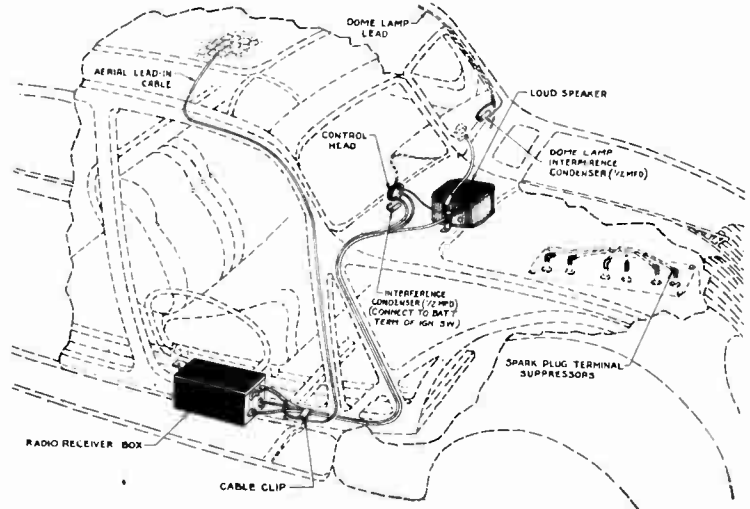 DOME LAMP
LEAD
AERIAL LEAD-IN
CABLE
LOUD SPEAKER
CONTROL
HEAD
DOME LAMP
INTERFERENCE
CONDENSER (1/2 MFD)
INTERFERENCE
CONDENSER (1/2 MFD)
(CONNECT TO BATT
TERM OF IGN SW)
SPARK PLUG TERMINAL
SUPPRESSORS
RADIO RECEIVER
BOX
CABLE CLIP